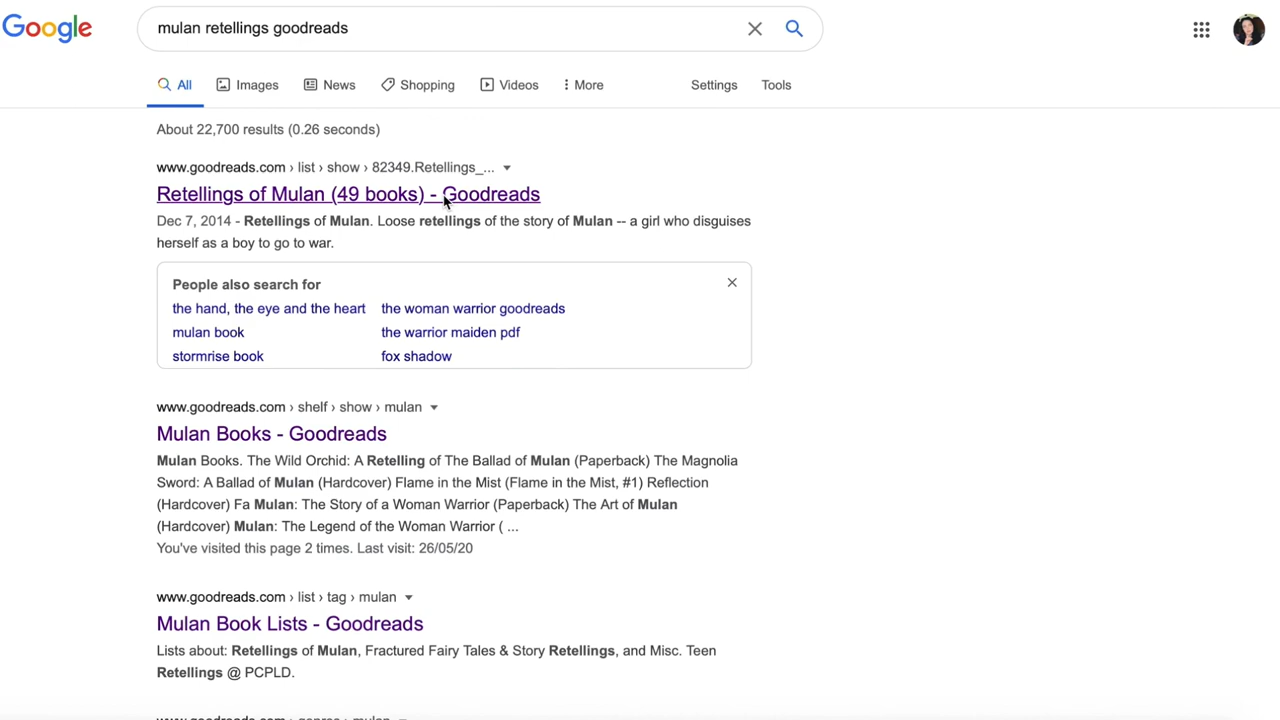 Google
mulan retellings goodreads
All Images News Shopping Videos More Settings Tools
About 22,700 results (0.26 seconds)
www.goodreads.com › list › show › 82349.Retellings_...
Retellings of Mulan (49 books) - Goodreads
Dec 7, 2014 - Retellings of Mulan. Loose retellings of the story of Mulan -- a girl who disguises
herself as a boy to go to war.
People also search for
the hand, the eye and the heart the woman warrior goodreads
mulan book the warrior maiden pdf
stormrise book fox shadow
www.goodreads.com › shelf › show › mulan
Mulan Books - Goodreads
Mulan Books. The Wild Orchid: A Retelling of The Ballad of Mulan (Paperback) The Magnolia
Sword: A Ballad of Mulan (Hardcover) Flame in the Mist (Flame in the Mist, #1) Reflection
(Hardcover) Fa Mulan: The Story of a Woman Warrior (Paperback) The Art of Mulan
(Hardcover) Mulan: The Legend of the Woman Warrior ( ...
You've visited this page 2 times. Last visit: 26/05/20
www.goodreads.com › list › tag › mulan
Mulan Book Lists - Goodreads
Lists about: Retellings of Mulan, Fractured Fairy Tales & Story Retellings, and Misc. Teen
Retellings @ PCPLD.